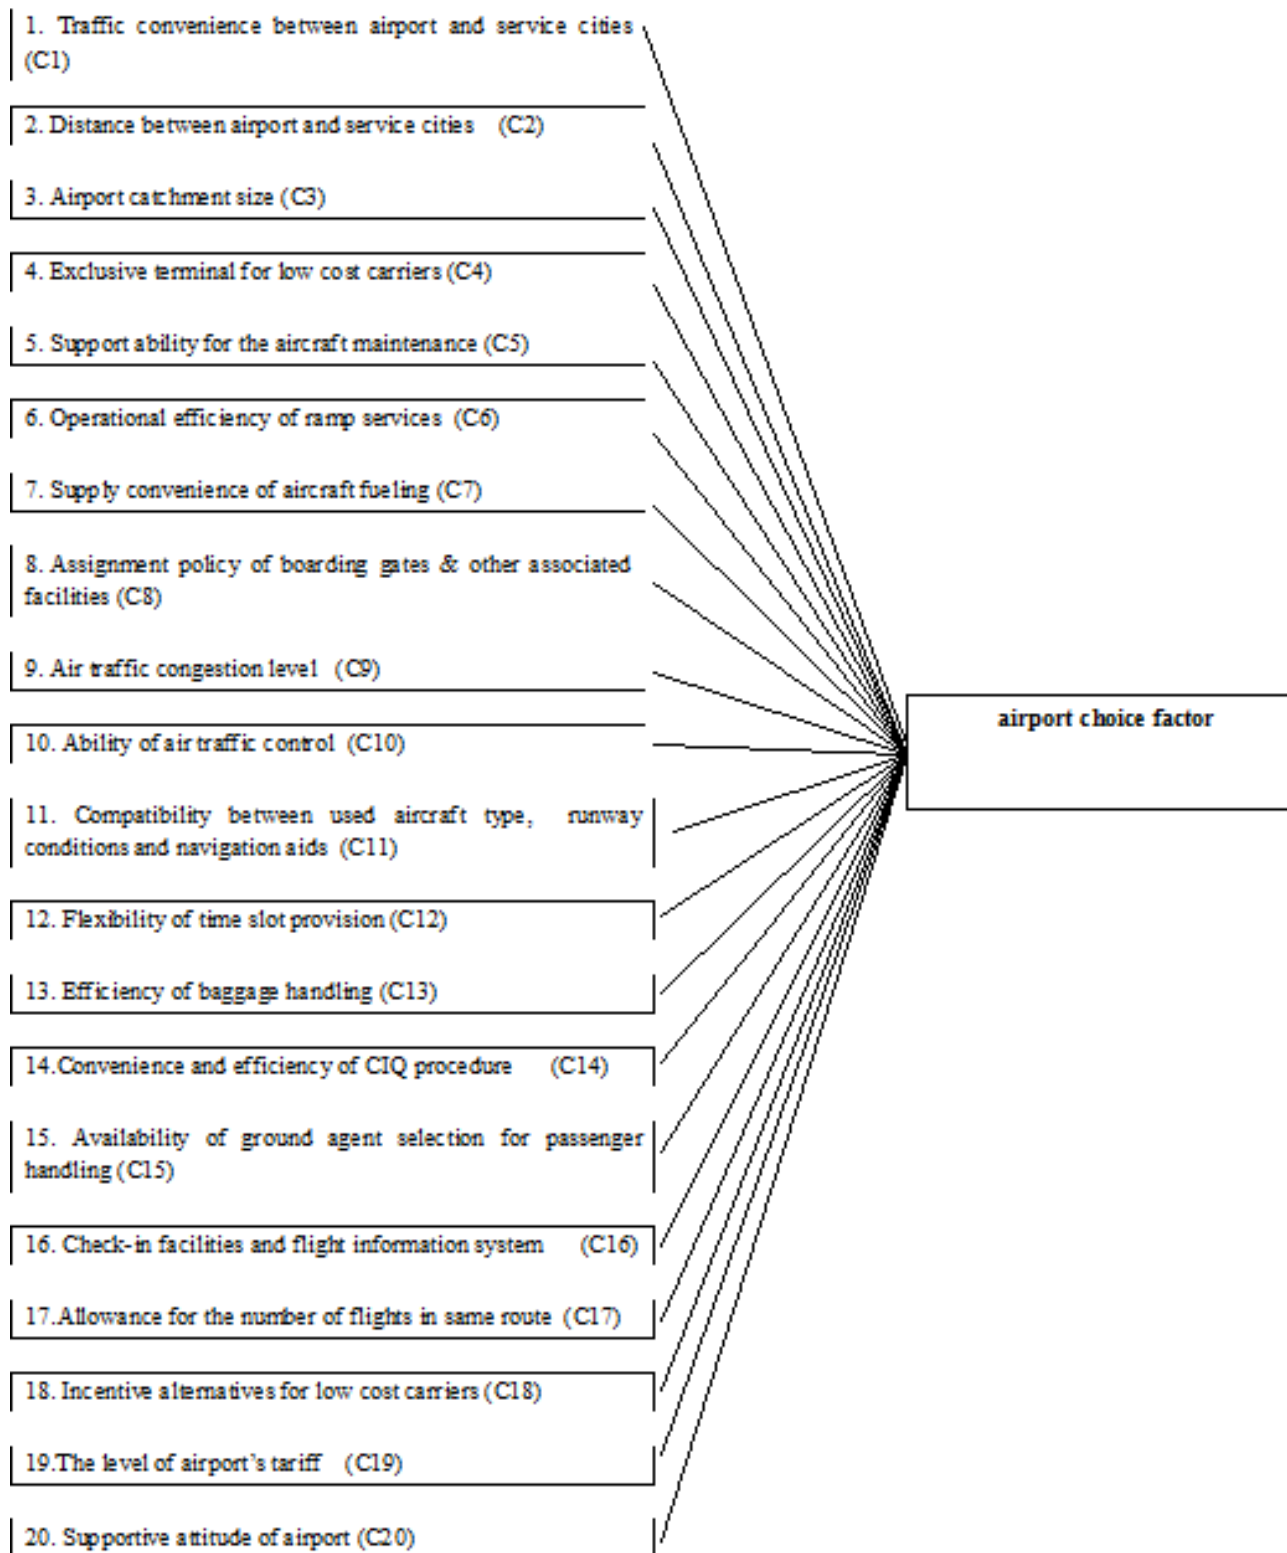 1. Traffic convenience between airport and service cities
(C1)
2. Distance between airport and service cities (C2)
3. Airport catchment size (C3)
4. Exclusive terminal for low cost carriers (C4)
5. Support ability for the aircraft maintenance (C5)
6. Operational efficiency of ramp services (C6)
7. Supply convenience of aircraft fueling (C7)
8. Assignment policy of boarding gates & other associated
facilities (C8)
9. Air traffic congestion level (C9)
airport choice factor
10. Ability of air traffic control (C10)
11. Compatibility between used aircraft type, runway
conditions and navigation aids (C11)
12. Flexibility of time slot provision (C12)
13. Efficiency of baggage handling (C13)
14.Convenience and efficiency of CIQ procedure (C14)
15. Availability of ground agent selection for passenger
handling (C15)
16. Check-in facilities and flight information system (C16)
17.Allowance for the number of flights in same route (C17)
18. Incentive alternatives for low cost carriers (C18)
19.The level of airport's tariff (C19)
20. Supportive attitude of airport (C20)